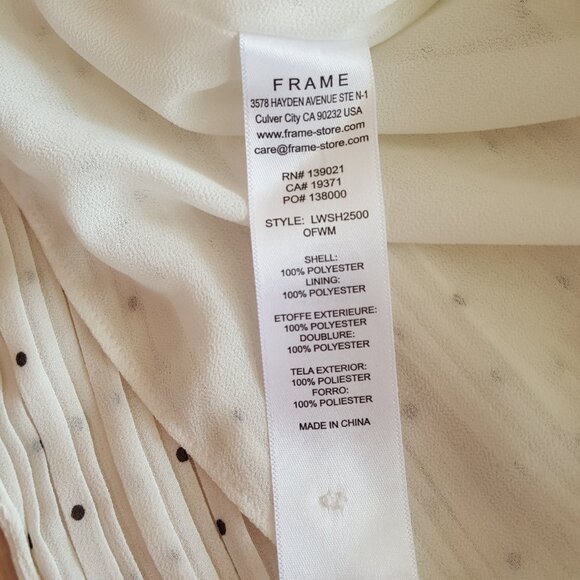 FRAME
3578 HAYDEN AVENUE STE N-1
Culver City CA 90232 USA
www.frame-store.com
care@frame-store.com
RN# 139021
CA# 19371
PO# 138000
STYLE: LWSH2500
OFWM
SHELL:
100% POLYESTER
LINING:
100% POLYESTER
ETOFFE EXTERIEURE:
100% POLYESTER
DOUBLURE:
100% POLYESTER
TELA EXTERIOR:
100% POLIESTER
FORRO:
100% POLIESTER
MADE IN CHINA